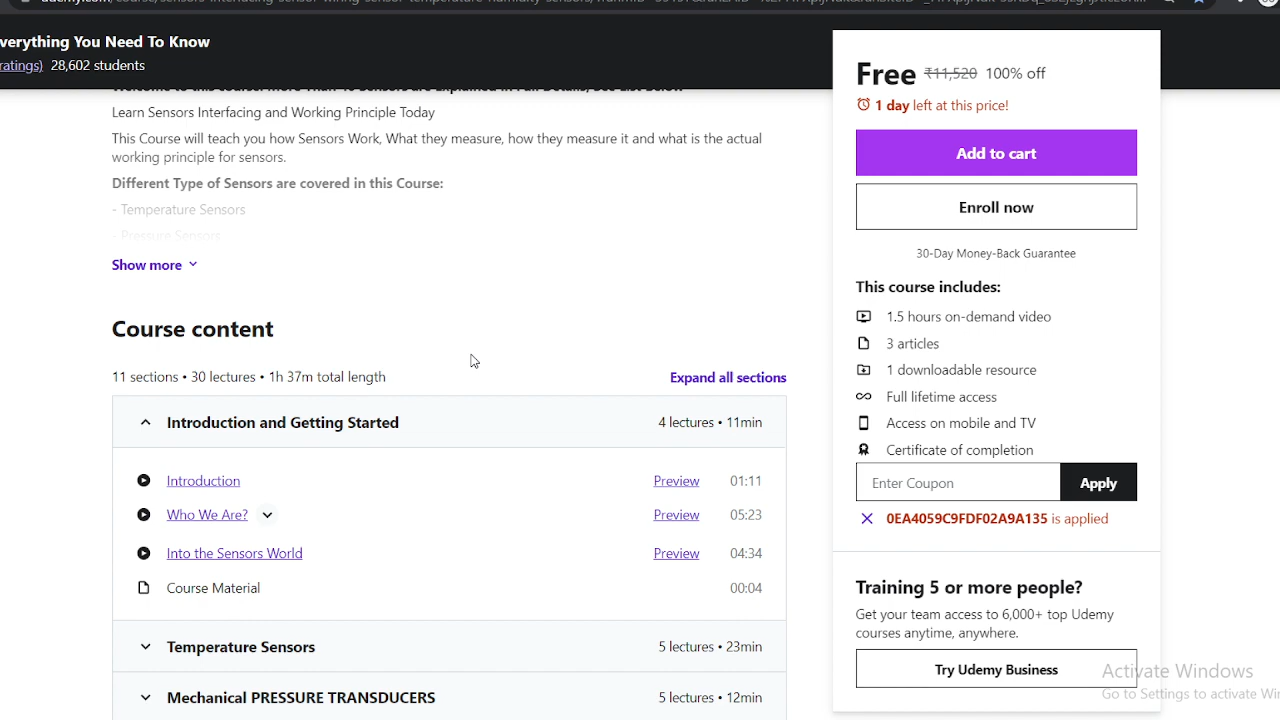 verything You Need To Know
ratings) 28,602 students
Learn Sensors Interfacing and Working Principle Today
This Course will teach you how Sensors Work, What they measure, how they measure it and what is the actual
working principle for sensors.
Different Type of Sensors are covered in this Course:
- Temperature Sensors
- Pressure Sensors
Show more
Course content
11 sections • 30 lectures • 1h 37m total length
Expand all sections
Introduction and Getting Started 4 lectures • 11min
Introduction Preview 01:11
Who We Are? Preview 05:23
Into the Sensors World Preview 04:34
Course Material 00:04
Temperature Sensors 5 lectures • 23min
Mechanical PRESSURE TRANSDUCERS 5 lectures • 12min
Free ₹11,520 100% off
1 day left at this price!
Add to cart
Enroll now
30-Day Money-Back Guarantee
This course includes:
1.5 hours on-demand video
3 articles
1 downloadable resource
Full lifetime access
Access on mobile and TV
Certificate of completion
Enter Coupon Apply
0EA4059C9FDF02A9A135 is applied
Training 5 or more people?
Get your team access to 6,000+ top Udemy
courses anytime, anywhere.
Try Udemy Business
Activate Windows
Go to Settings to activate Win